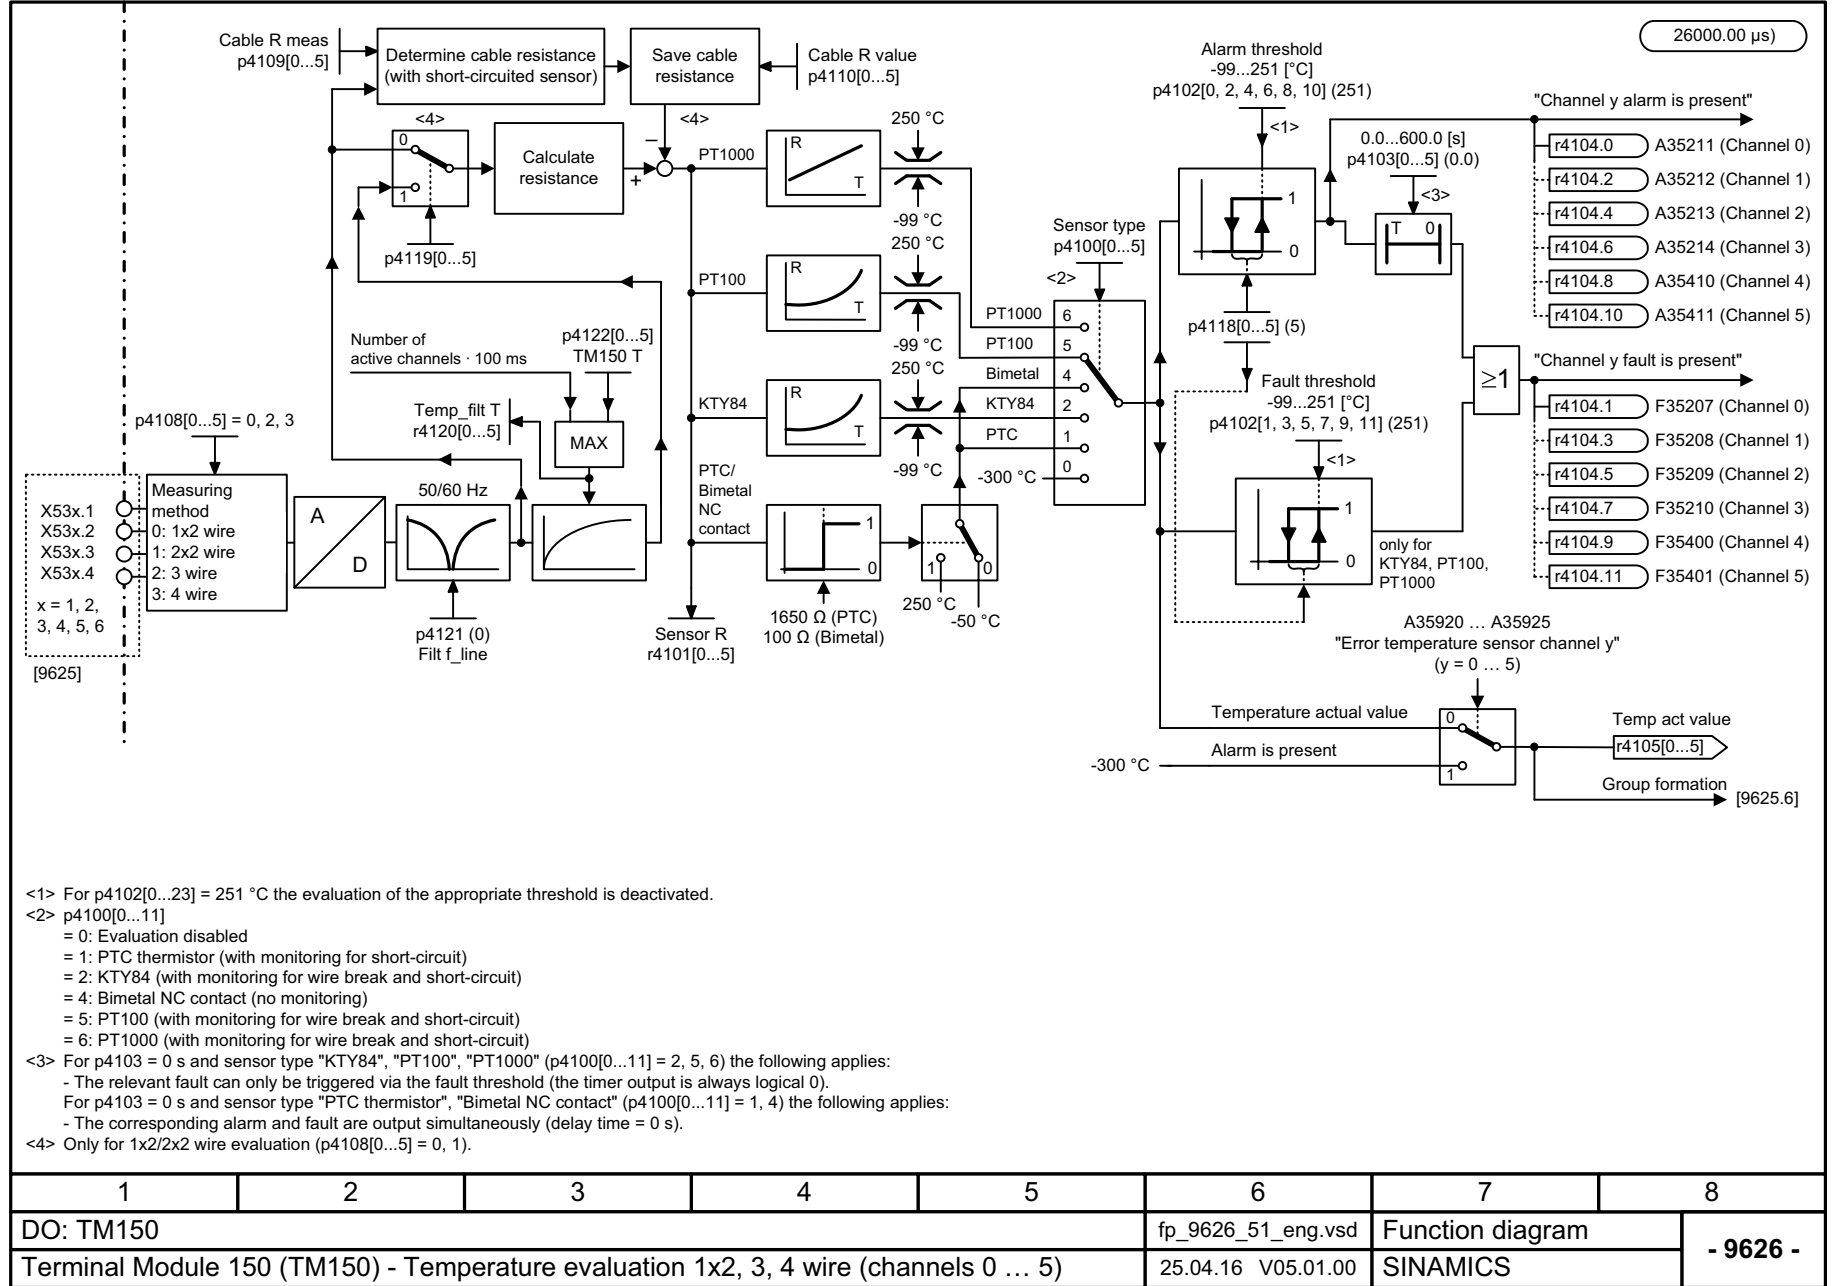 26000.00 µs)
Cable R meas
p4109[0...5]
Determine cable resistance
(with short-circuited sensor)
Save cable
resistance
Cable R value
p4110[0...5]
<4>
<4>
0
1
Calculate
resistance
–
+
p4119[0...5]
PT1000
R
T
250 °C
-99 °C
PT100
R
T
250 °C
-99 °C
KTY84
R
T
250 °C
-99 °C
PTC/
Bimetal
NC
contact
1
0
1650 Ω (PTC)
100 Ω (Bimetal)
1
0
250 °C
-50 °C
Number of
active channels · 100 ms
p4122[0...5]
TM150 T
Temp_filt T
r4120[0...5]
MAX
p4108[0...5] = 0, 2, 3
X53x.1
X53x.2
X53x.3
X53x.4
x = 1, 2,
3, 4, 5, 6
[9625]
Measuring
method
0: 1x2 wire
1: 2x2 wire
2: 3 wire
3: 4 wire
A
D
50/60 Hz
p4121 (0)
Filt f_line
Sensor R
r4101[0...5]
Sensor type
p4100[0...5]
<2>
PT1000
6
PT100
5
Bimetal
4
KTY84
2
PTC
1
-300 °C
0
Alarm threshold
-99...251 [°C]
p4102[0, 2, 4, 6, 8, 10] (251)
<1>
1
0
p4118[0...5] (5)
0.0...600.0 [s]
p4103[0...5] (0.0)
<3>
T
0
Fault threshold
-99...251 [°C]
p4102[1, 3, 5, 7, 9, 11] (251)
<1>
1
0
only for
KTY84, PT100,
PT1000
≥1
"Channel y alarm is present"
r4104.0 A35211 (Channel 0)
r4104.2 A35212 (Channel 1)
r4104.4 A35213 (Channel 2)
r4104.6 A35214 (Channel 3)
r4104.8 A35410 (Channel 4)
r4104.10 A35411 (Channel 5)
"Channel y fault is present"
r4104.1 F35207 (Channel 0)
r4104.3 F35208 (Channel 1)
r4104.5 F35209 (Channel 2)
r4104.7 F35210 (Channel 3)
r4104.9 F35400 (Channel 4)
r4104.11 F35401 (Channel 5)
A35920 … A35925
"Error temperature sensor channel y"
(y = 0 … 5)
Temperature actual value
0
Alarm is present
-300 °C
1
Temp act value
r4105[0...5]
Group formation
[9625.6]
<1> For p4102[0...23] = 251 °C the evaluation of the appropriate threshold is deactivated.
<2> p4100[0...11]
= 0: Evaluation disabled
= 1: PTC thermistor (with monitoring for short-circuit)
= 2: KTY84 (with monitoring for wire break and short-circuit)
= 4: Bimetal NC contact (no monitoring)
= 5: PT100 (with monitoring for wire break and short-circuit)
= 6: PT1000 (with monitoring for wire break and short-circuit)
<3> For p4103 = 0 s and sensor type "KTY84", "PT100", "PT1000" (p4100[0...11] = 2, 5, 6) the following applies:
- The relevant fault can only be triggered via the fault threshold (the timer output is always logical 0).
For p4103 = 0 s and sensor type "PTC thermistor", "Bimetal NC contact" (p4100[0...11] = 1, 4) the following applies:
- The corresponding alarm and fault are output simultaneously (delay time = 0 s).
<4> Only for 1x2/2x2 wire evaluation (p4108[0...5] = 0, 1).
1 2 3 4 5 6 7 8
DO: TM150
fp_9626_51_eng.vsd
Function diagram
- 9626 -
Terminal Module 150 (TM150) - Temperature evaluation 1x2, 3, 4 wire (channels 0 … 5)
25.04.16 V05.01.00
SINAMICS